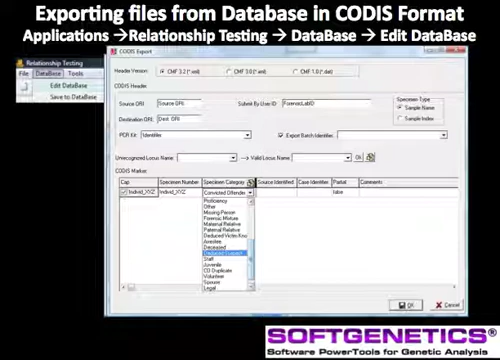 Exporting files from Database in CODIS Format
Applications →Relationship Testing → DataBase → Edit DataBase
Relationship Testing
File DataBase Tools
Edit DataBase
Save to DataBase
CODIS Export
Header Version: CMF 3.2 (*.xml) CMF 3.0 (*.xml) CMF 1.0 (*.dat)
CODIS Header
Source ORI: Source ORI: Submit By User ID: ForensicLabID
Destination ORI: Dest. ORI:
Specimen Type
Sample Name
Sample Index
PCR Kit: Identifiler Export Batch Identifier:
Unrecognized Locus Name Valid Locus Name Ok
CODIS Marker
Cap Specimen Number Specimen Category Source Identified Case Identifier Partial Comments
Individ_XYZ Individ_XYZ Convicted Offender false
Proficiency
Other
Missing Person
Forensic Mixture
Maternal Relative
Paternal Relative
Deduced Victim Kno
Arrestee
Deceased
Staff
Juvenile
CO Duplicate
Volunteer
Spouse
Legal
OK Cancel
SOFTGENETICS®
Software PowerTools for Genetic Analysis